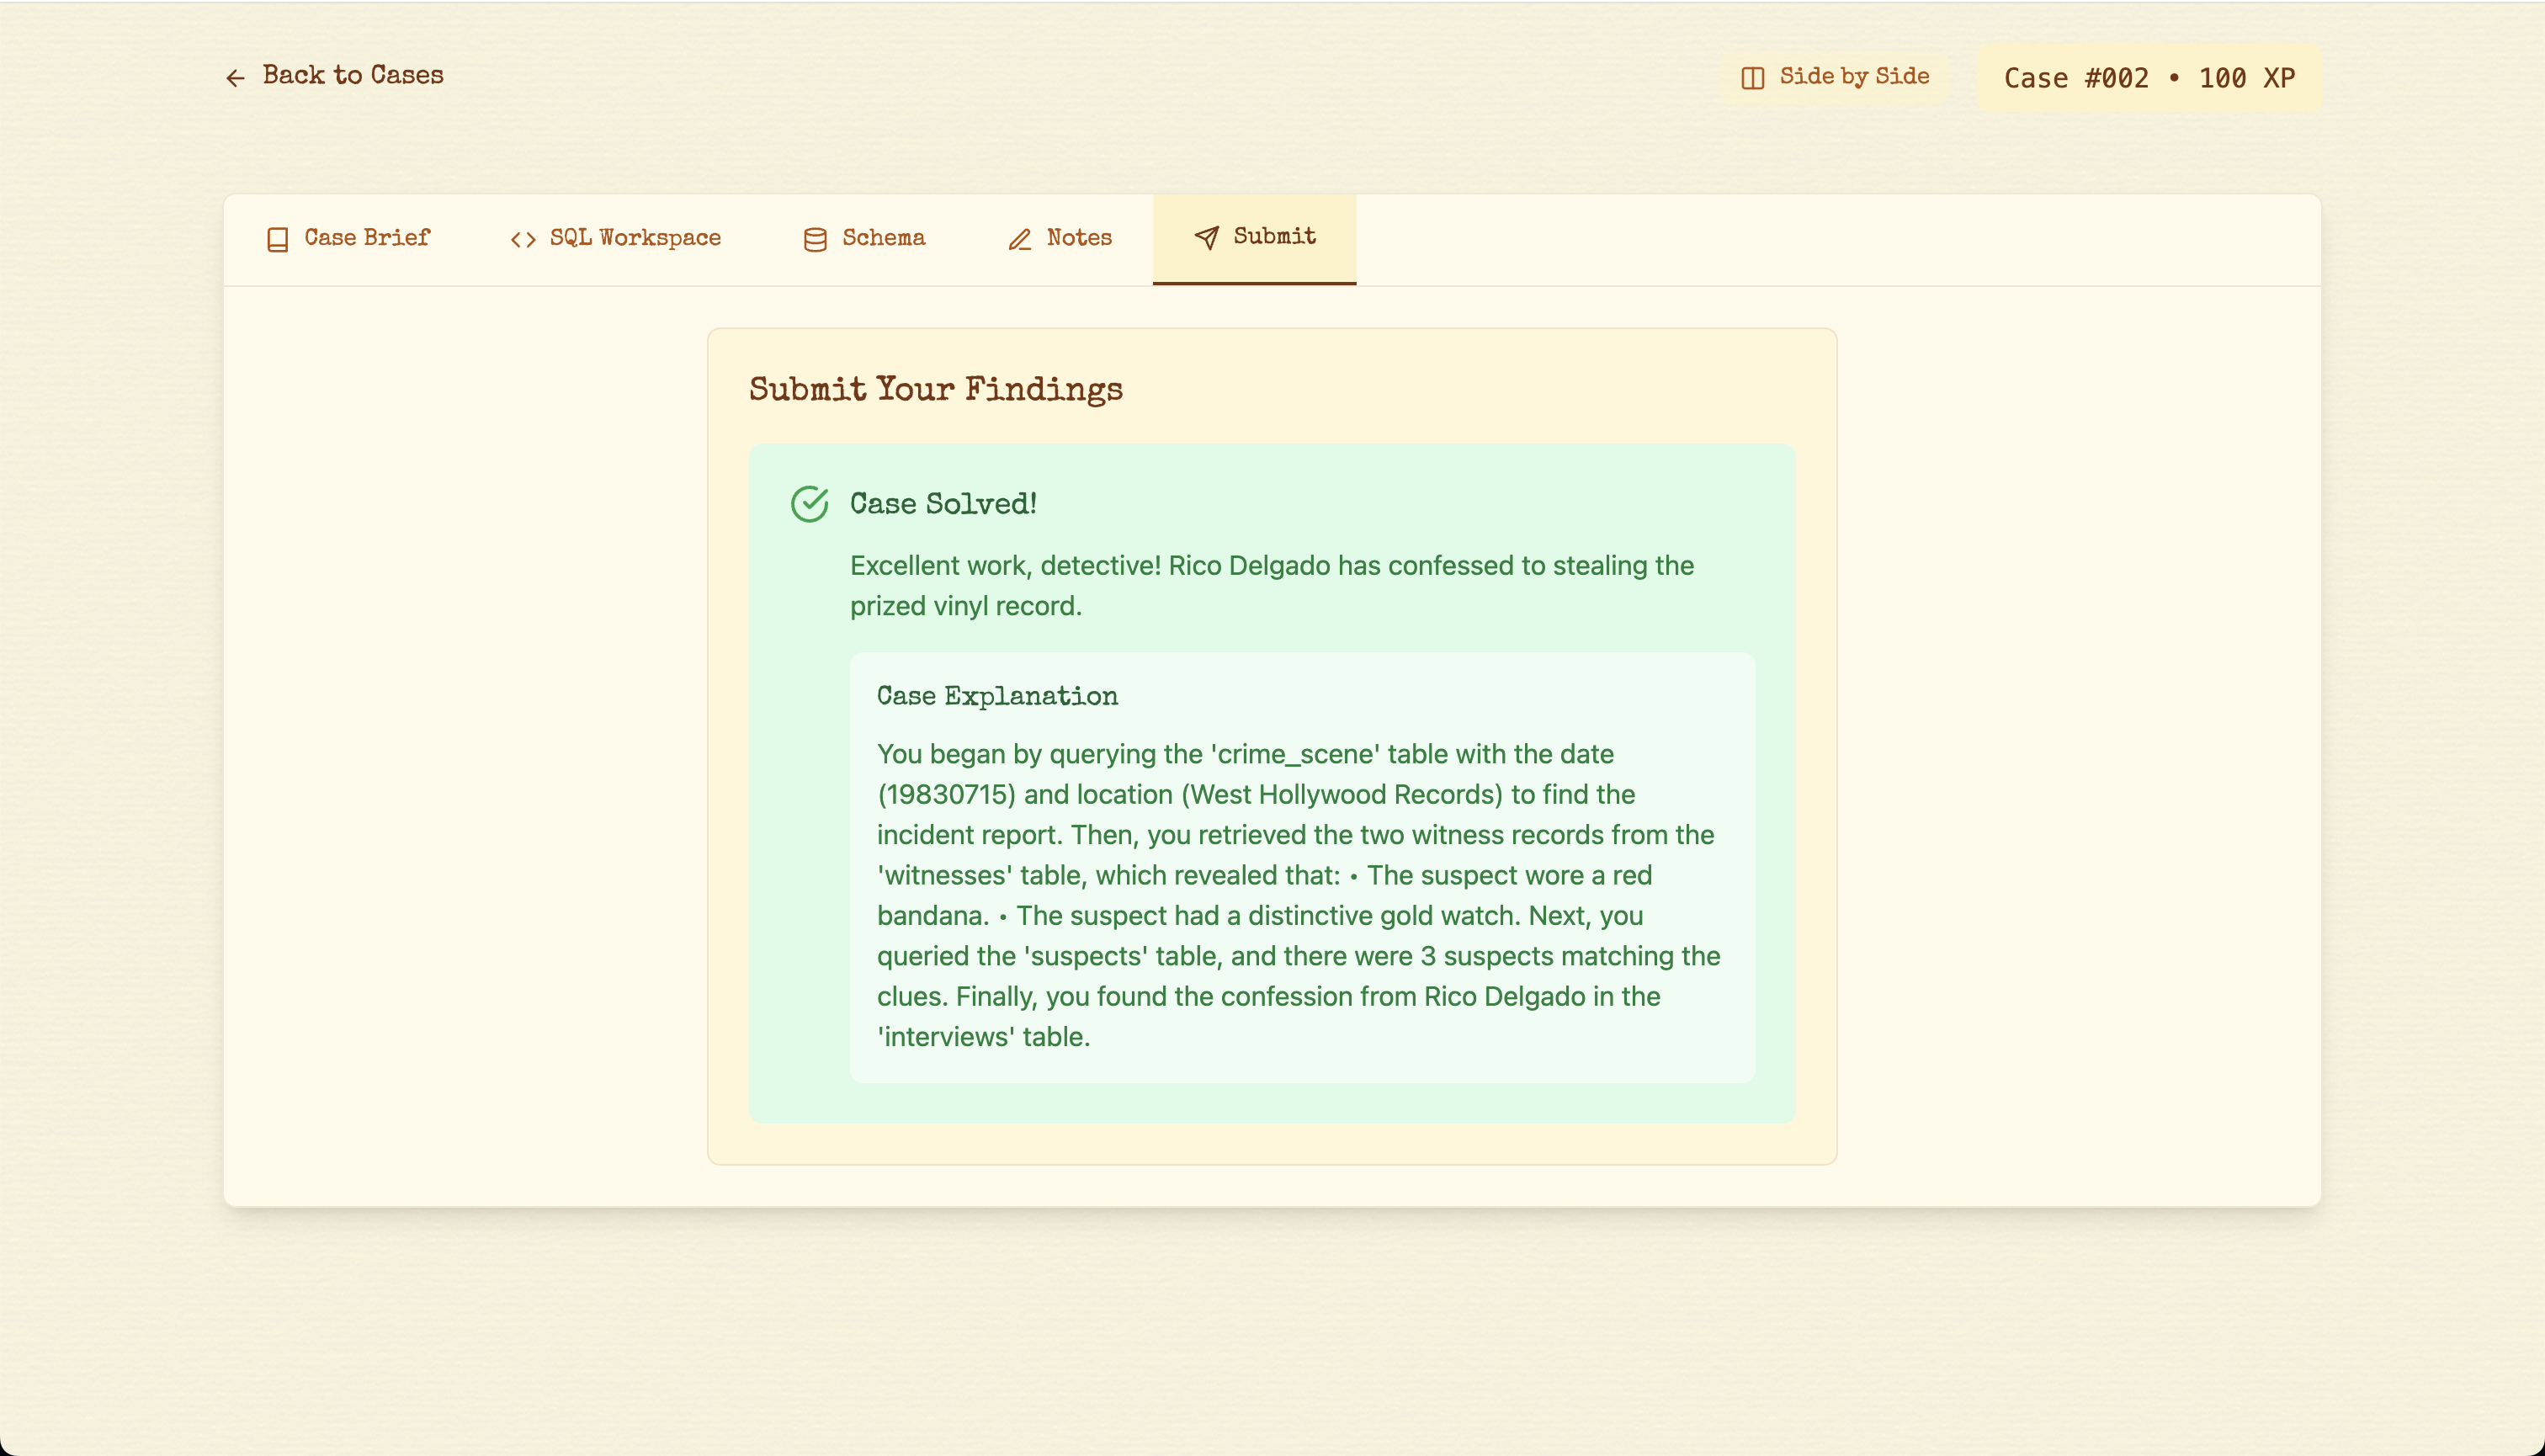 Back to Cases
Side by Side
Case #002 • 100 XP
Case Brief
SQL Workspace
Schema
Notes
Submit
Submit Your Findings
Case Solved!
Excellent work, detective! Rico Delgado has confessed to stealing the
prized vinyl record.
Case Explanation
You began by querying the 'crime_scene' table with the date
(19830715) and location (West Hollywood Records) to find the
incident report. Then, you retrieved the two witness records from the
'witnesses' table, which revealed that: • The suspect wore a red
bandana. • The suspect had a distinctive gold watch. Next, you
queried the 'suspects' table, and there were 3 suspects matching the
clues. Finally, you found the confession from Rico Delgado in the
'interviews' table.